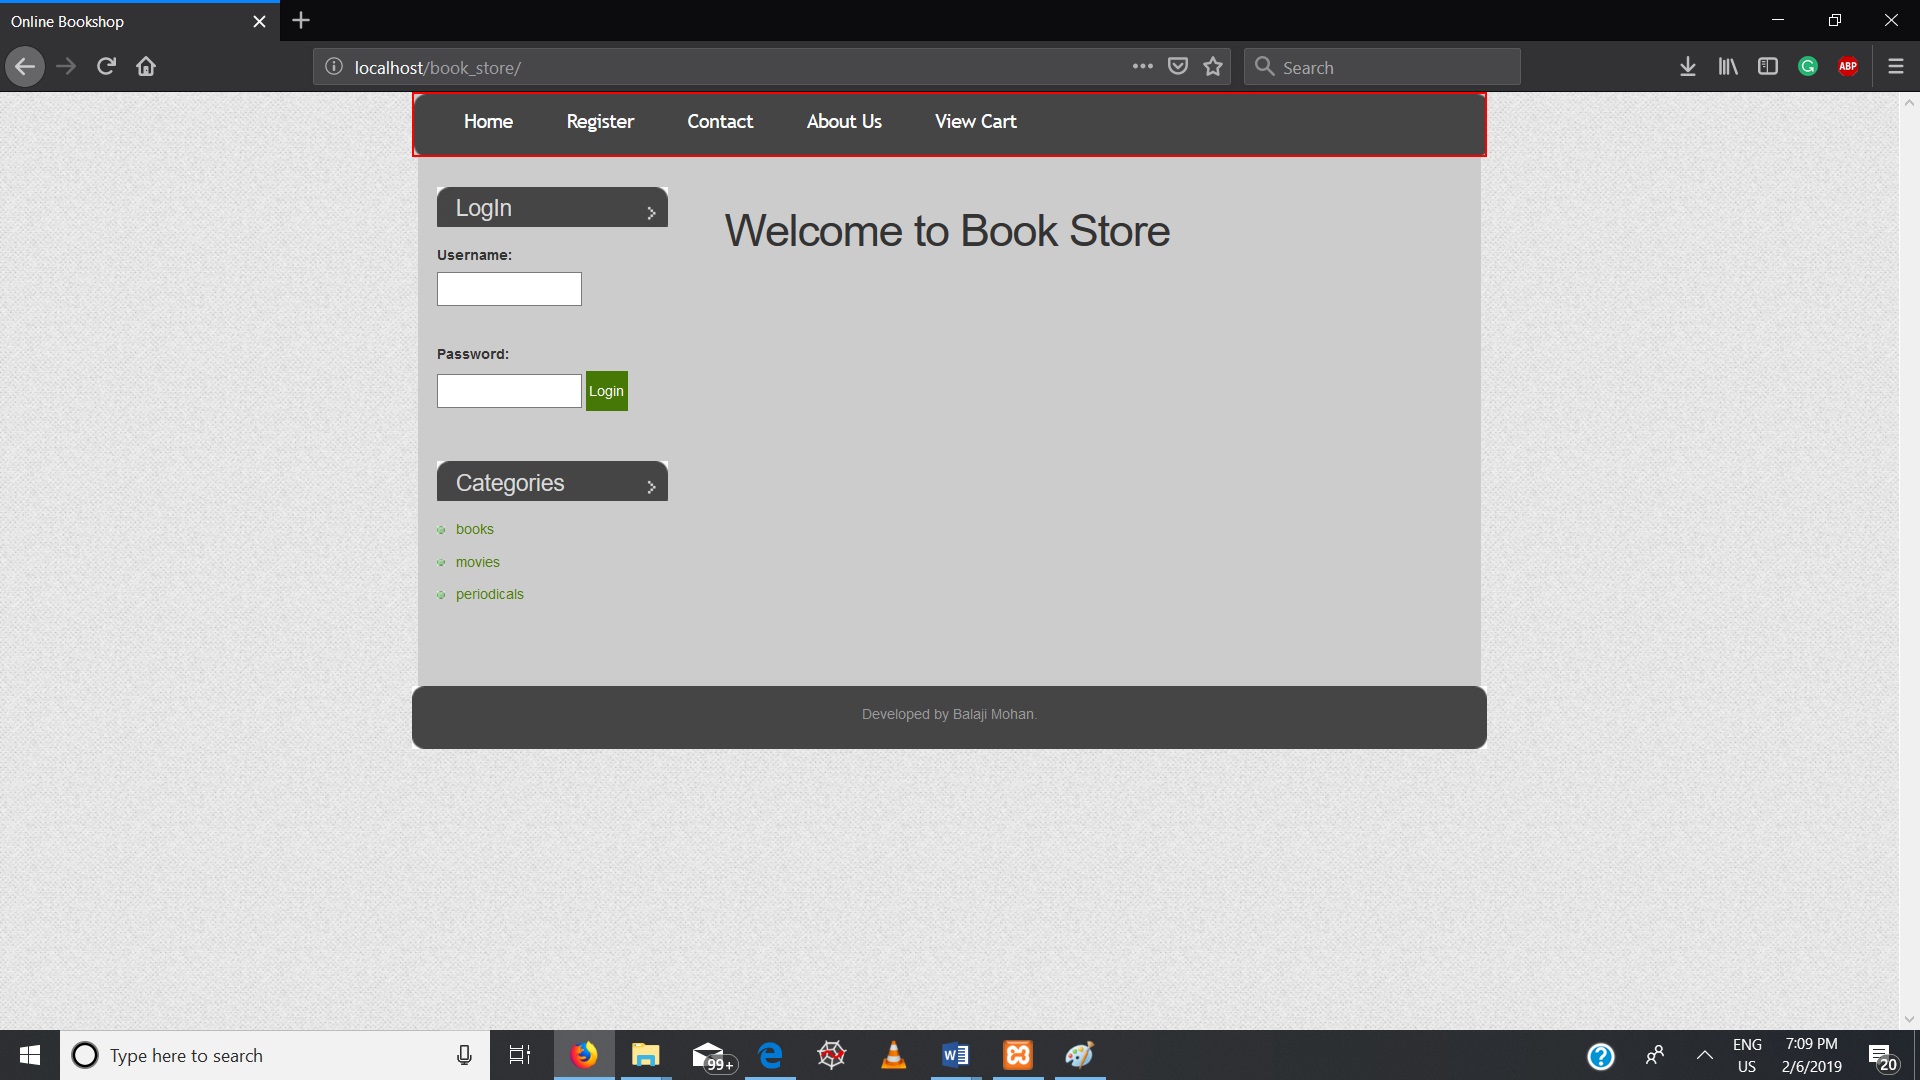 Online Bookshop
localhost/book_store/
Search
ABP
Home Register Contact About Us View Cart
LogIn
Welcome to Book Store
Username:
Password:
Login
Categories
books
movies
periodicals
Developed by Balaji Mohan.
Type here to search
99+
ENG
US
7:09 PM
2/6/2019
20